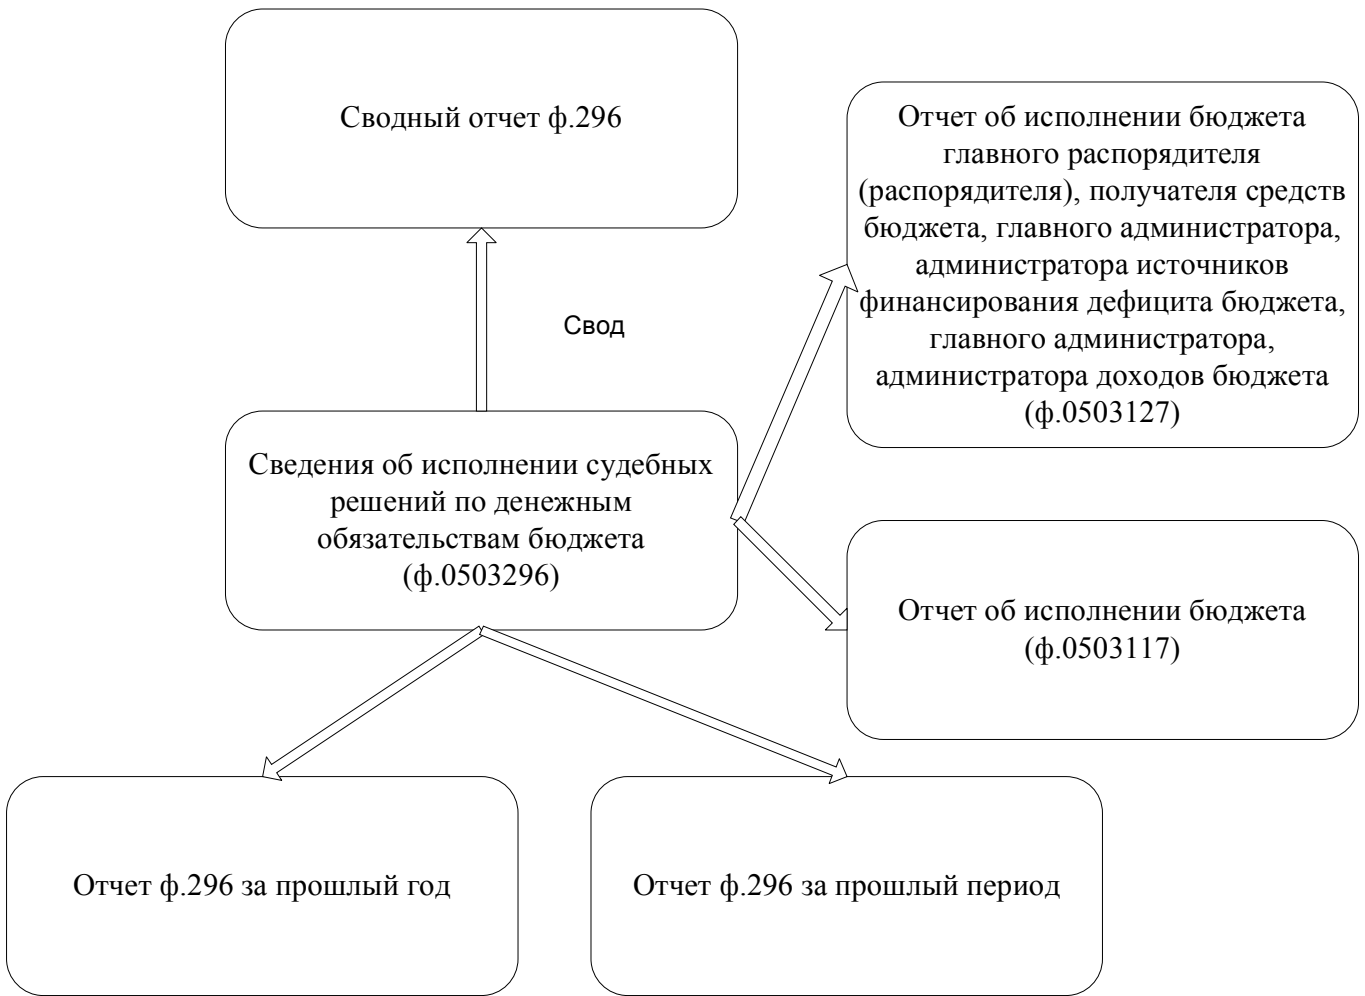 Сводный отчет ф.296
Отчет об исполнении бюджета
главного распорядителя
(распорядителя), получателя средств
бюджета, главного администратора,
администратора источников
финансирования дефицита бюджета,
главного администратора,
администратора доходов бюджета
(ф.0503127)
Свод
Сведения об исполнении судебных
решений по денежным
обязательствам бюджета
(ф.0503296)
Отчет об исполнении бюджета
(ф.0503117)
Отчет ф.296 за прошлый год
Отчет ф.296 за прошлый период